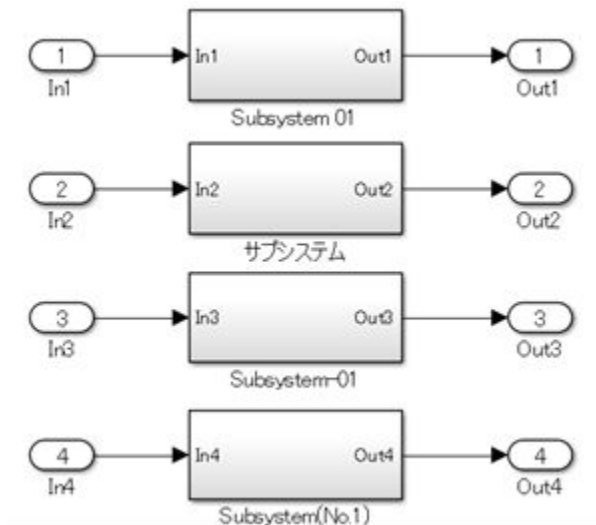 1 In1 Out1 1
In1 Out1
Subsystem 01
2 In2 Out2 2
In2 Out2
サブシステム
3 In3 Out3 3
In3 Out3
Subsystem-01
4 In4 Out4 4
In4 Out4
Subsystem(No.1)